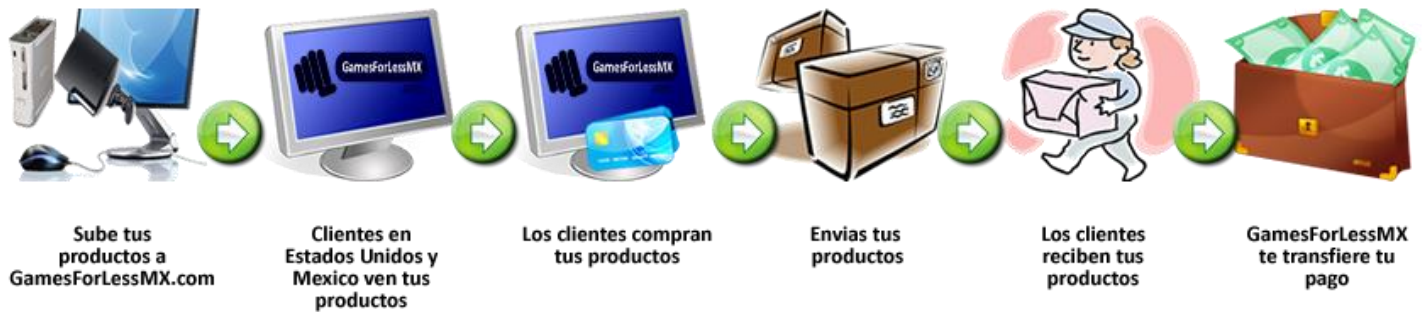 GamesForLessMX
GamesForLessMX
Sube tus
productos a
GamesForLessMX.com
Clientes en
Estados Unidos y
Mexico ven tus
productos
Los clientes compran
tus productos
Envias tus
productos
Los clientes
reciben tus
productos
GamesForLessMX
te transfiere tu
pago